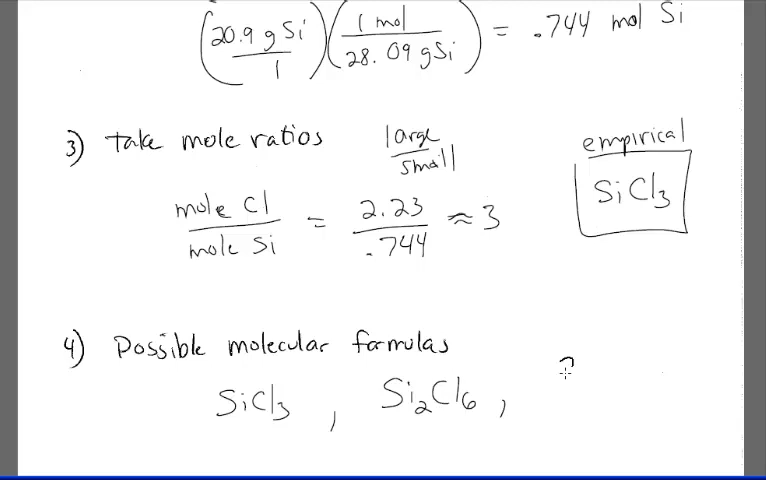 (20.9 g Si / 1)(1 mol / 28.09 g Si) = .744 mol Si
3) Take mole ratios large / small
mole Cl / mole Si = 2.23 / .744 ≈ 3
empirical
SiCl₃
4) Possible molecular formulas
SiCl₃ , Si₂Cl₆ , ?